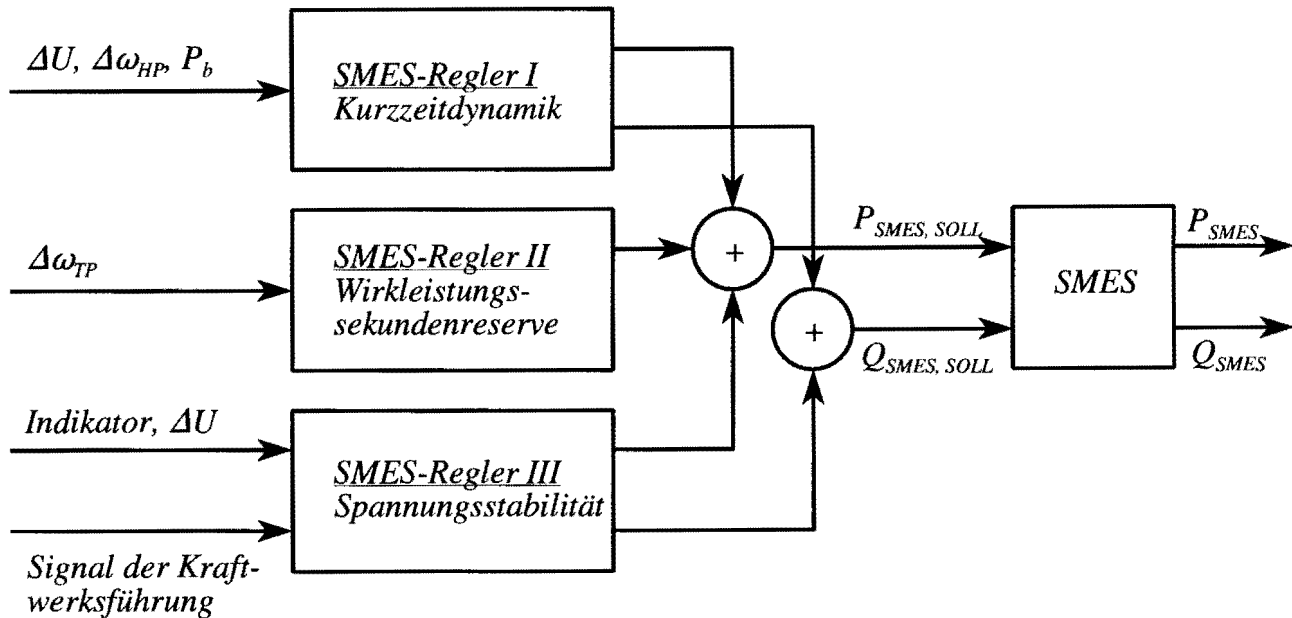 ΔU, Δω_HP, P_b
SMES-Regler I
Kurzzeitdynamik
Δω_TP
SMES-Regler II
Wirkleistungs-
sekundenreserve
Indikator, ΔU
Signal der Kraft-
werksführung
SMES-Regler III
Spannungsstabilität
+
+
P_SMES, SOLL
Q_SMES, SOLL
SMES
P_SMES
Q_SMES